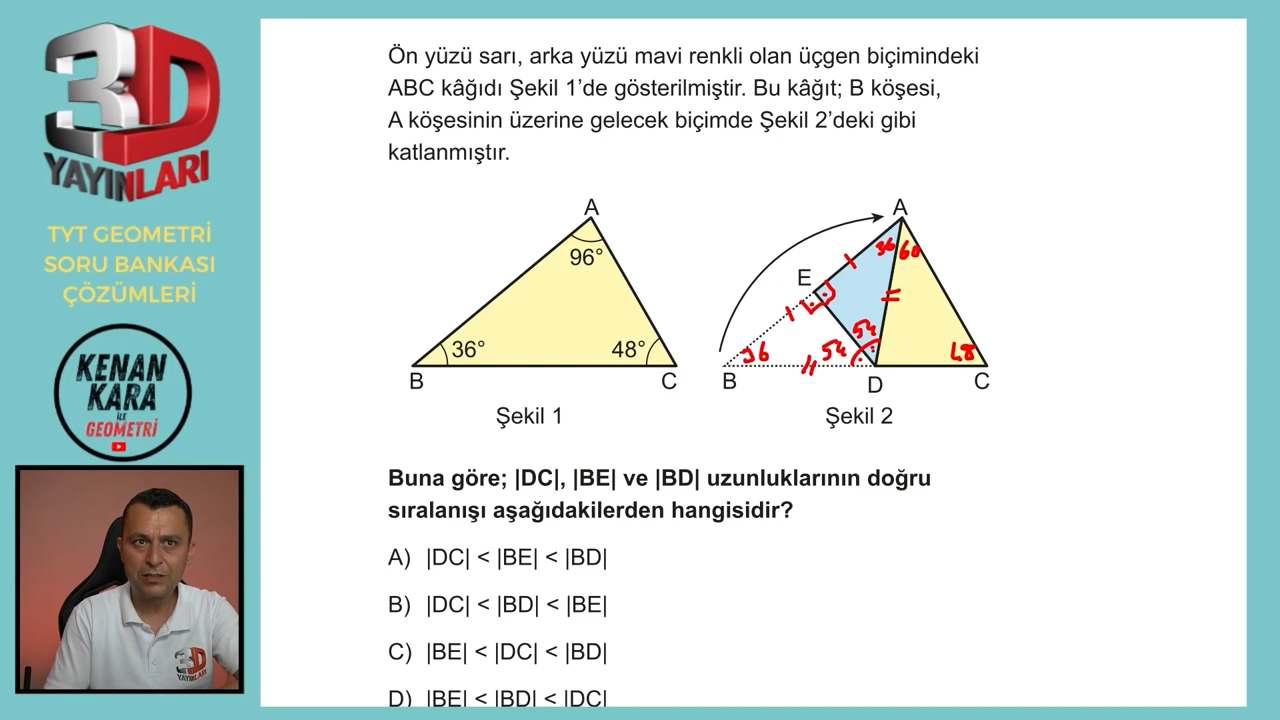 3D
YAYINLARI
TYT GEOMETRİ
SORU BANKASI
ÇÖZÜMLERİ
KENAN
KARA
İLE
GEOMETRİ
3D
YAYINLARI
Ön yüzü sarı, arka yüzü mavi renkli olan üçgen biçimindeki
ABC kâğıdı Şekil 1’de gösterilmiştir. Bu kâğıt; B köşesi,
A köşesinin üzerine gelecek biçimde Şekil 2’deki gibi
katlanmıştır.
A
96°
36°
48°
B
C
Şekil 1
A
36
60
E
54
36
54
48
B
D
C
Şekil 2
Buna göre; |DC|, |BE| ve |BD| uzunluklarının doğru
sıralanışı aşağıdakilerden hangisidir?
A) |DC| < |BE| < |BD|
B) |DC| < |BD| < |BE|
C) |BE| < |DC| < |BD|
D) |BE| < |BD| < |DC|